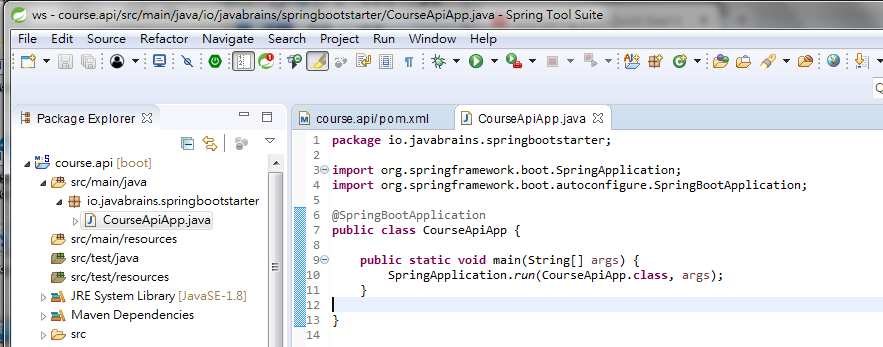 ws - course.api/src/main/java/io/javabrains/springbootstarter/CourseApiApp.java - Spring Tool Suite
File Edit Source Refactor Navigate Search Project Run Window Help
Package Explorer
course.api [boot]
src/main/java
io.javabrains.springbootstarter
CourseApiApp.java
src/main/resources
src/test/java
src/test/resources
JRE System Library [JavaSE-1.8]
Maven Dependencies
src
course.api/pom.xml CourseApiApp.java
1 package io.javabrains.springbootstarter;
2
3 import org.springframework.boot.SpringApplication;
4 import org.springframework.boot.autoconfigure.SpringBootApplication;
5
6 @SpringBootApplication
7 public class CourseApiApp {
8
9 public static void main(String[] args) {
10 SpringApplication.run(CourseApiApp.class, args);
11 }
12
13 }
14